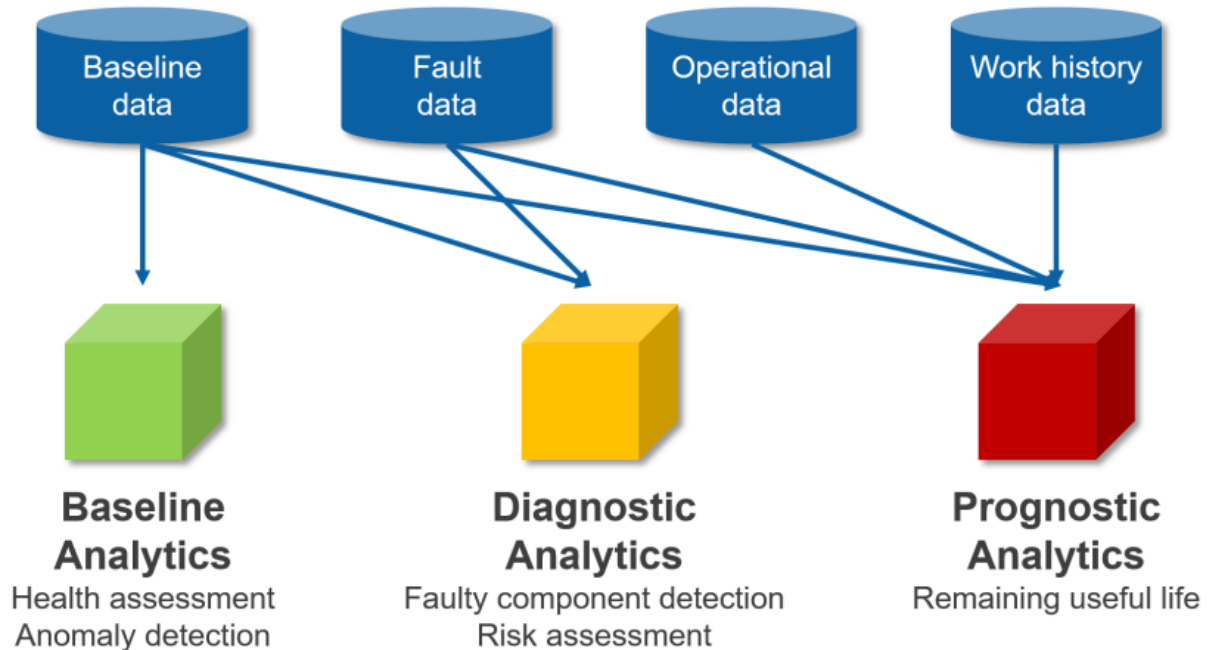 Baseline
data
Fault
data
Operational
data
Work history
data
Baseline
Analytics
Health assessment
Anomaly detection
Diagnostic
Analytics
Faulty component detection
Risk assessment
Prognostic
Analytics
Remaining useful life